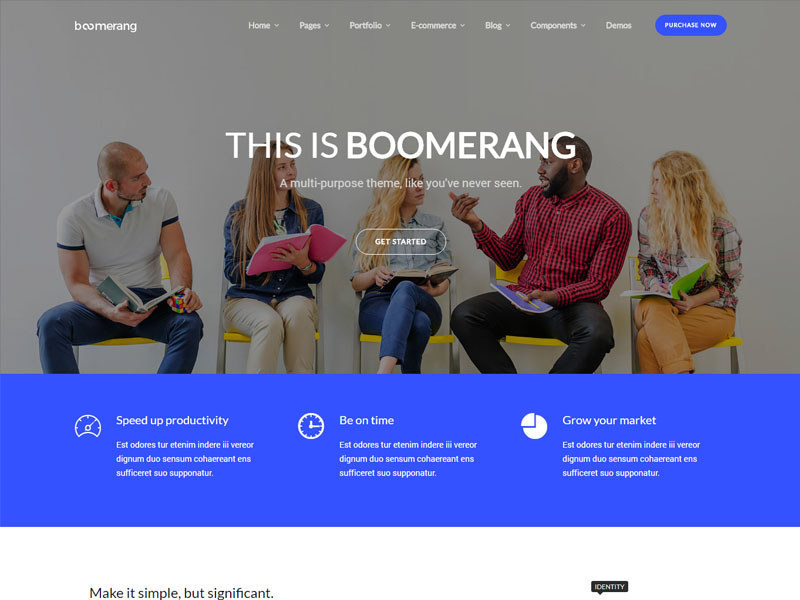 boomerang
Home Pages Portfolio E-commerce Blog Components Demos PURCHASE NOW
THIS IS BOOMERANG
A multi-purpose theme, like you've never seen.
GET STARTED
Speed up productivity
Est odores tur etenim indere iii vereor
dignum duo sensum cohaereant ens
sufficeret suo supponatur.
Be on time
Est odores tur etenim indere iii vereor
dignum duo sensum cohaereant ens
sufficeret suo supponatur.
Grow your market
Est odores tur etenim indere iii vereor
dignum duo sensum cohaereant ens
sufficeret suo supponatur.
Make it simple, but significant.
IDENTITY